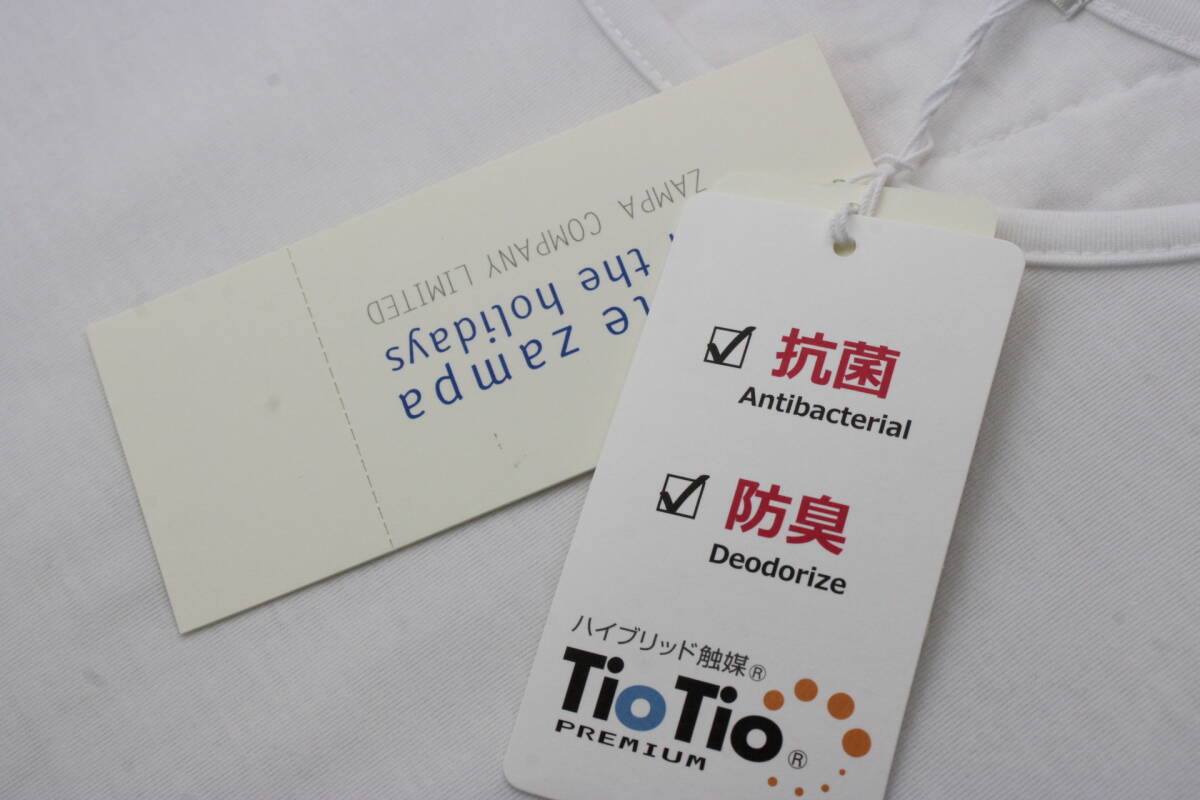 抗菌
Antibacterial
防臭
Deodorize
ハイブリッド触媒®
TioTio
PREMIUM ®
zampa
the holidays
ZAMPA COMPANY LIMITED